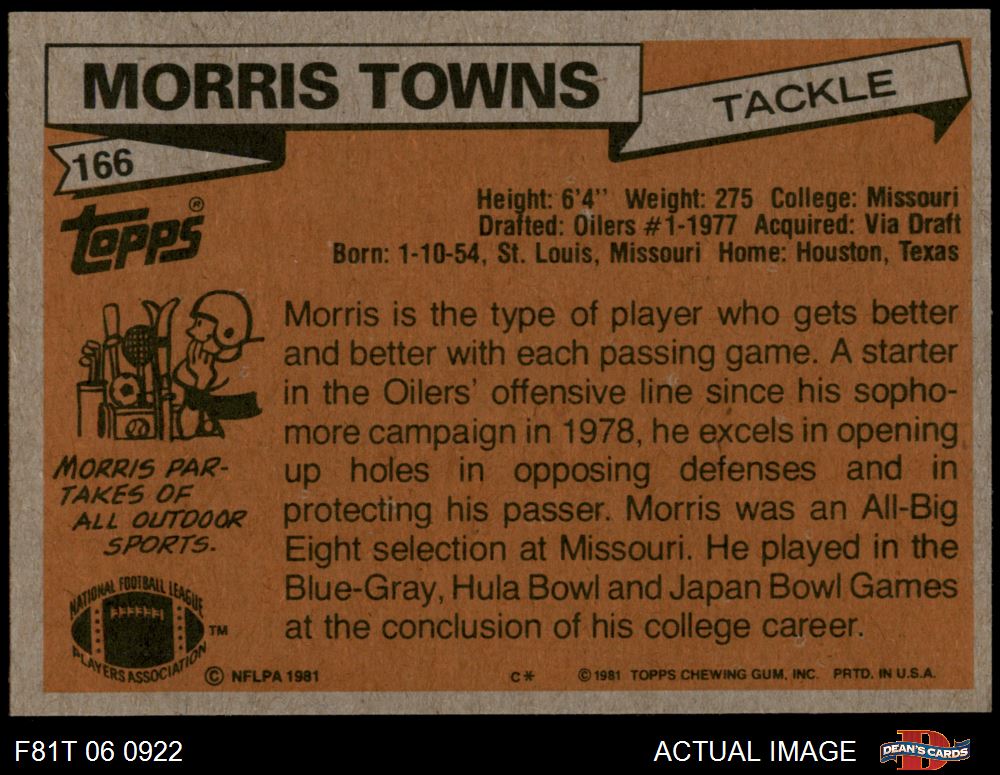 MORRIS TOWNS
TACKLE
166
TOPPS®
Height: 6'4'' Weight: 275 College: Missouri
Drafted: Oilers #1-1977 Acquired: Via Draft
Born: 1-10-54, St. Louis, Missouri Home: Houston, Texas
Morris is the type of player who gets better
and better with each passing game. A starter
in the Oilers' offensive line since his sopho-
more campaign in 1978, he excels in opening
up holes in opposing defenses and in
protecting his passer. Morris was an All-Big
Eight selection at Missouri. He played in the
Blue-Gray, Hula Bowl and Japan Bowl Games
at the conclusion of his college career.
MORRIS PAR-
TAKES OF
ALL OUTDOOR
SPORTS.
NATIONAL FOOTBALL LEAGUE
PLAYERS ASSOCIATION
TM
© NFLPA 1981
C*
© 1981 TOPPS CHEWING GUM, INC. PRTD. IN U.S.A.
F81T 06 0922
ACTUAL IMAGE
D
DEAN'S CARDS